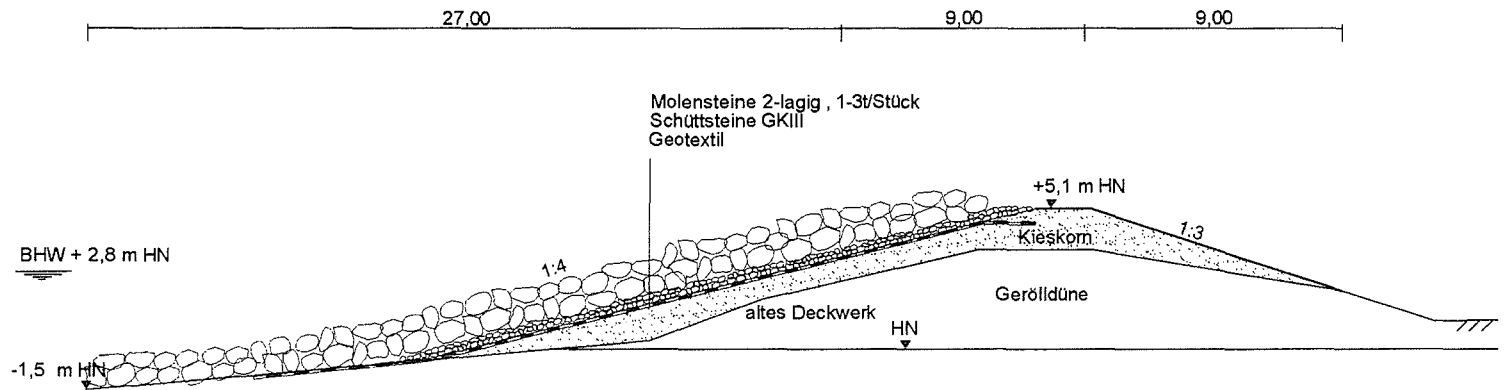 27,00
9,00
9,00
Molensteine 2-lagig , 1-3t/Stück
Schüttsteine GKIII
Geotextil
+5,1 m HN
1:3
Kieskorn
BHW + 2,8 m HN
1:4
Gerölldüne
altes Deckwerk
HN
-1,5 m HN